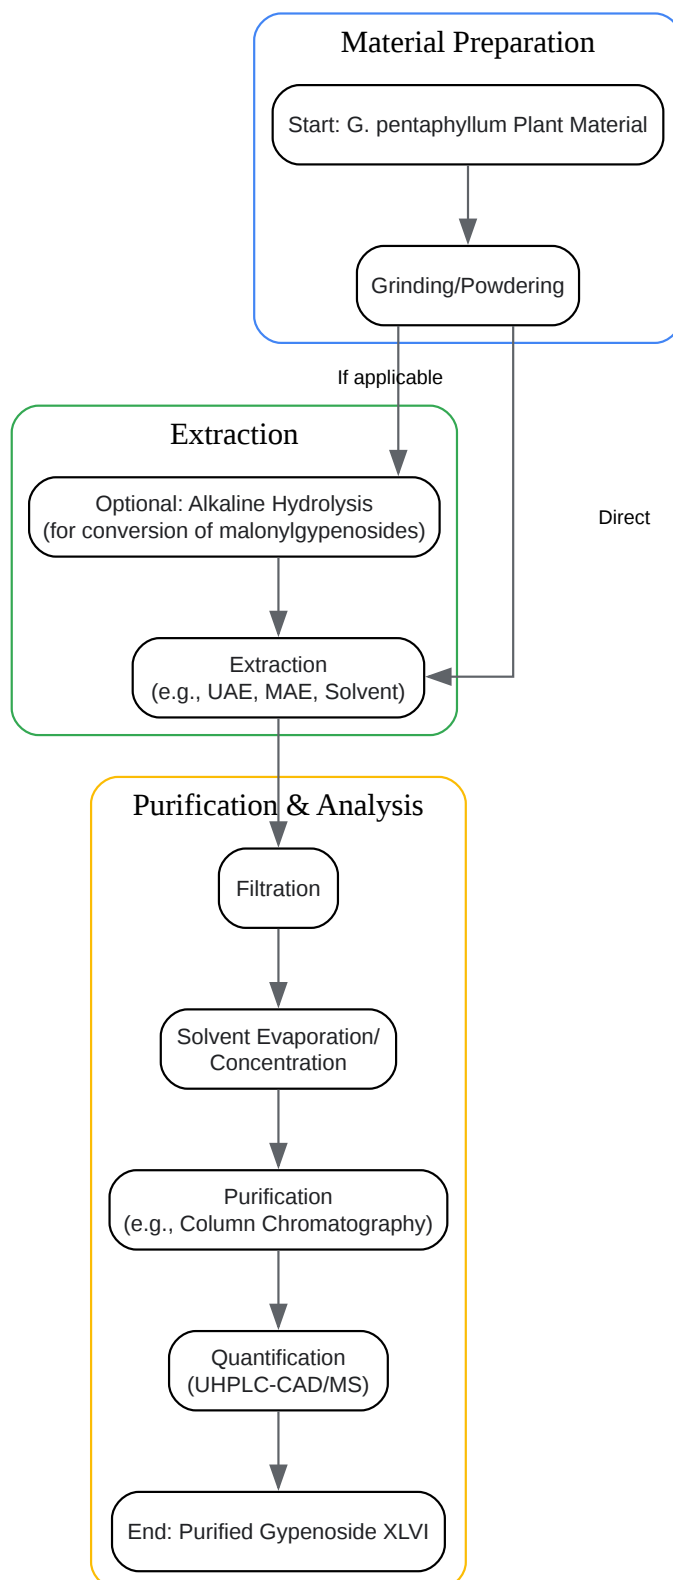 Material Preparation
Start: G. pentaphyllum Plant Material
Grinding/Powdering
If applicable
Extraction
Optional: Alkaline Hydrolysis
(for conversion of malonylgypenosides)
Direct
Extraction
(e.g., UAE, MAE, Solvent)
Purification & Analysis
Filtration
Solvent Evaporation/
Concentration
Purification
(e.g., Column Chromatography)
Quantification
(UHPLC-CAD/MS)
End: Purified Gypenoside XLVI